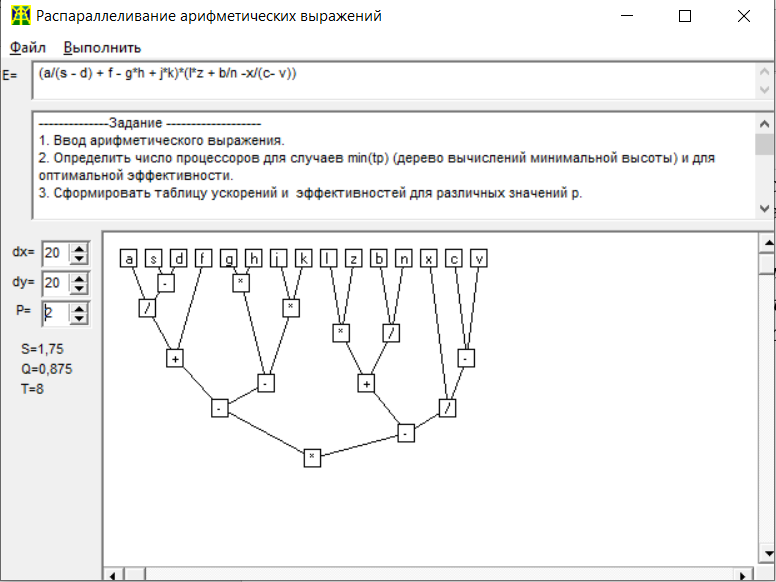 Распараллеливание арифметических выражений
Файл Выполнить
E= (a/(s - d) + f - g*h + j*k)*(l*z + b/n -x/(c- v))
--------------Задание -------------------
1. Ввод арифметического выражения.
2. Определить число процессоров для случаев min(tp) (дерево вычислений минимальной высоты) и для
оптимальной эффективности.
3. Сформировать таблицу ускорений и эффективностей для различных значений p.
dx= 20
dy= 20
P= 2
S=1,75
Q=0,875
T=8
a s d f g h j k l z b n x c v
- *
/ *
* /
+ -
- +
- /
-
*